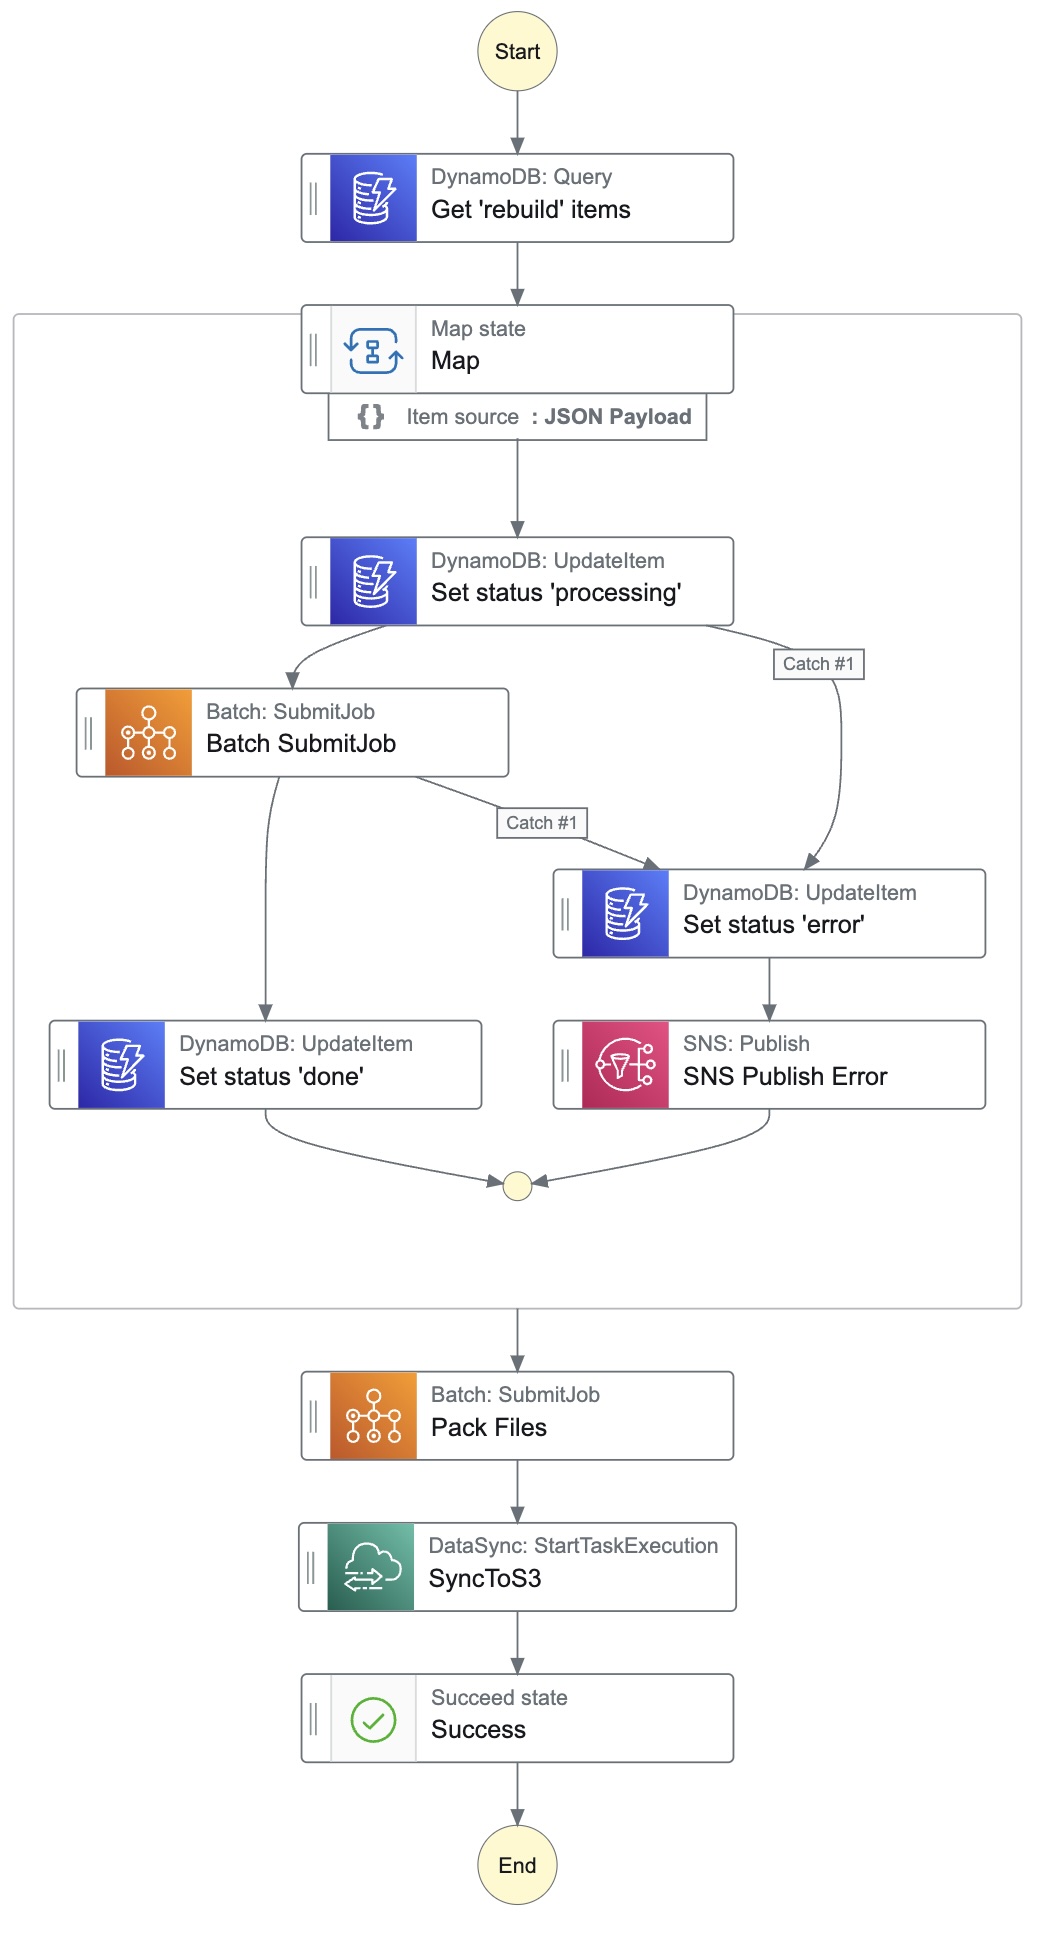 Start
DynamoDB: Query
Get 'rebuild' items
Map state
Map
{} Item source : JSON Payload
DynamoDB: UpdateItem
Set status 'processing'
Catch #1
Batch: SubmitJob
Batch SubmitJob
Catch #1
DynamoDB: UpdateItem
Set status 'error'
DynamoDB: UpdateItem
Set status 'done'
SNS: Publish
SNS Publish Error
Batch: SubmitJob
Pack Files
DataSync: StartTaskExecution
SyncToS3
Succeed state
Success
End